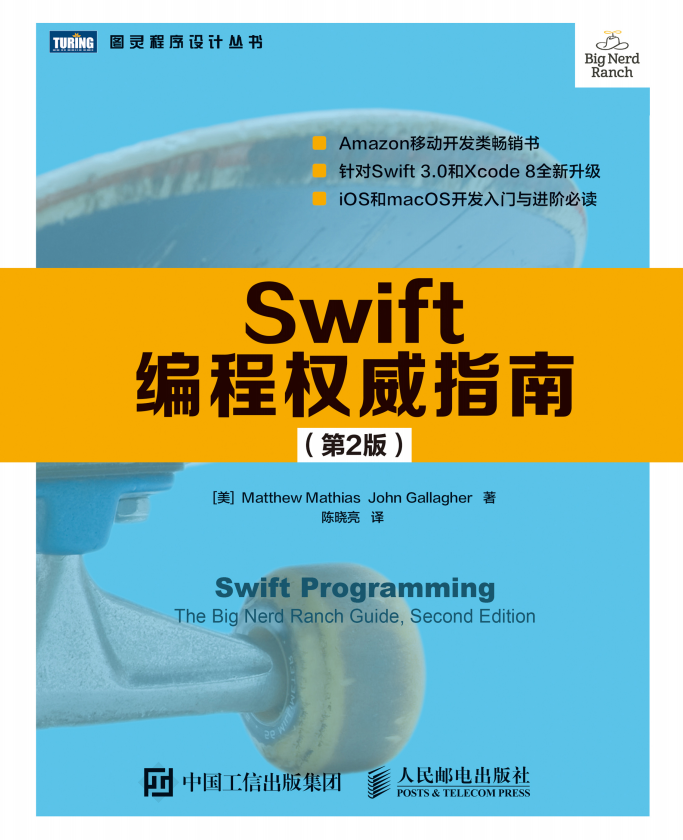 TURING 图灵程序设计丛书
Big Nerd
Ranch
Amazon移动开发类畅销书
针对Swift 3.0和Xcode 8全新升级
iOS和macOS开发入门与进阶必读
Swift
编程权威指南
（第2版）
[美] Matthew Mathias John Gallagher 著
陈晓亮 译
Swift Programming
The Big Nerd Ranch Guide, Second Edition
中国工信出版集团 人民邮电出版社
POSTS & TELECOM PRESS